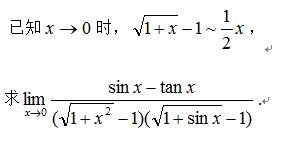 已知 x → 0 时， √(1+x) − 1 ~ (1/2)x ，
求 lim_{x→0} (sin x − tan x) / ((√(1+x²) − 1)(√(1+sin x) − 1)) .